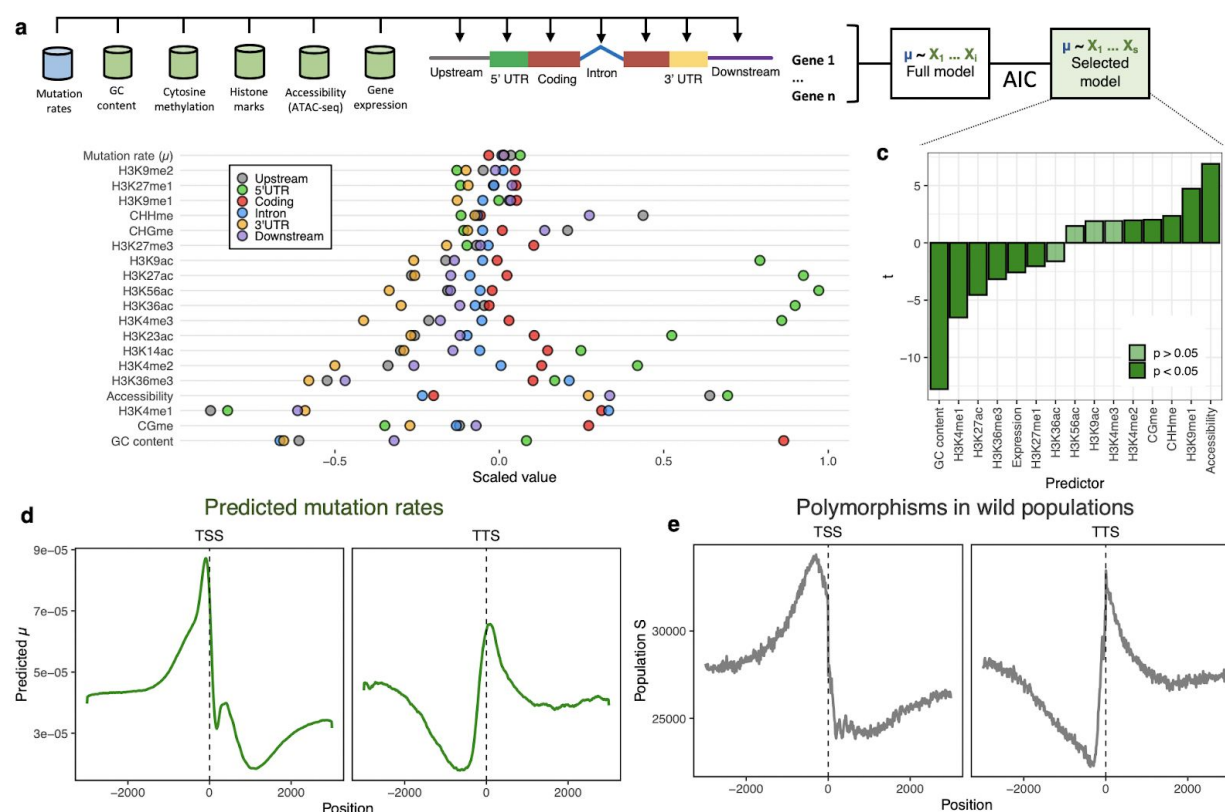 a
Mutation rates
GC content
Cytosine methylation
Histone marks
Accessibility (ATAC-seq)
Gene expression
Upstream
5' UTR
Coding
Intron
3' UTR
Downstream
Gene 1
...
Gene n
μ ~ X₁ ... Xᵢ
Full model
AIC
μ ~ X₁ ... Xₛ
Selected model
Mutation rate (μ)
H3K9me2
H3K27me1
H3K9me1
CHHme
CHGme
H3K27me3
H3K9ac
H3K27ac
H3K56ac
H3K36ac
H3K4me3
H3K23ac
H3K14ac
H3K4me2
H3K36me3
Accessibility
H3K4me1
CGme
GC content
Upstream
5'UTR
Coding
Intron
3'UTR
Downstream
−0.5 0.0 0.5 1.0
Scaled value
c
5
0
−5
−10
t
p > 0.05
p < 0.05
GC content
H3K4me1
H3K27ac
H3K36me3
Expression
H3K27me1
H3K36ac
H3K56ac
H3K9ac
H3K4me3
H3K4me2
CGme
CHHme
H3K9me1
Accessibility
Predictor
d
Predicted mutation rates
TSS TTS
9e−05
7e−05
5e−05
3e−05
Predicted μ
−2000 0 2000 −2000 0 2000
Position Position
e
Polymorphisms in wild populations
TSS TTS
30000
25000
Population S
−2000 0 2000 −2000 0 2000
Position Position